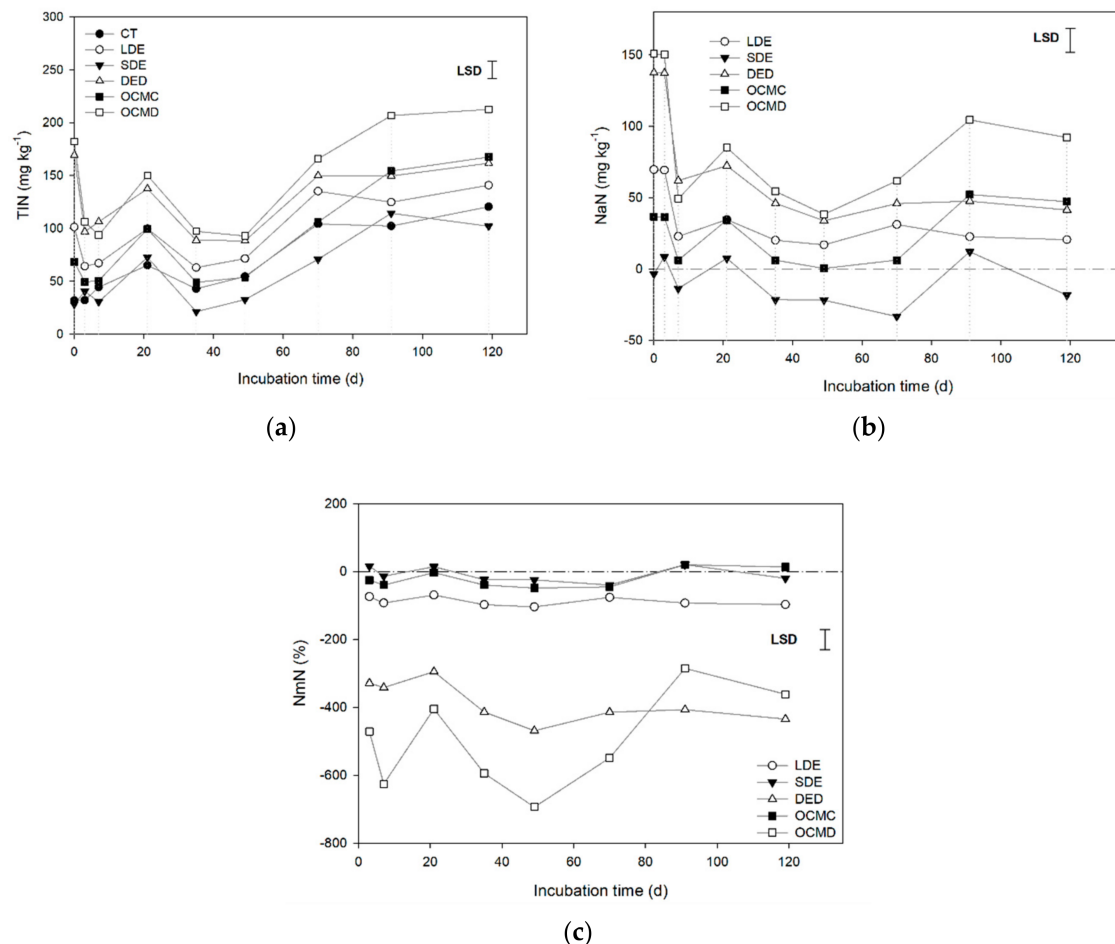 300
250
200
150
100
50
0
TIN (mg kg-1)
CT
LDE
SDE
DED
OCMC
OCMD
LSD
0 20 40 60 80 100 120
Incubation time (d)
(a)
150
100
50
0
-50
NaN (mg kg-1)
LDE
SDE
DED
OCMC
OCMD
LSD
0 20 40 60 80 100 120
Incubation time (d)
(b)
200
0
-200
-400
-600
-800
NmN (%)
LSD
LDE
SDE
DED
OCMC
OCMD
0 20 40 60 80 100 120
Incubation time (d)
(c)